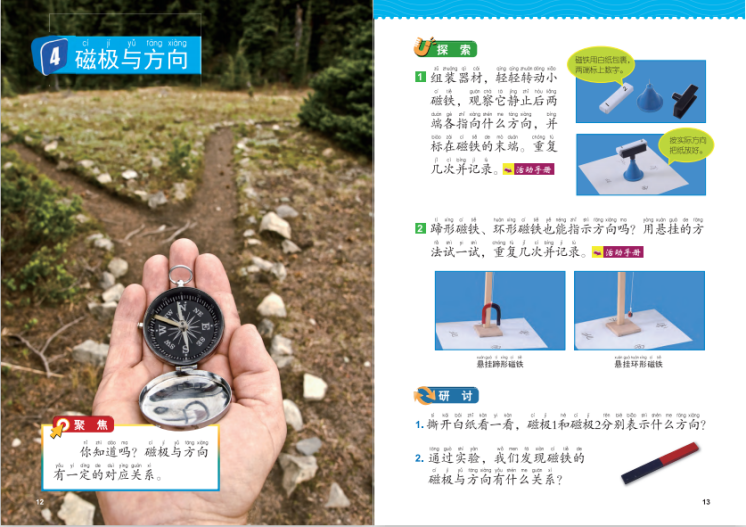 4
cí jí yǔ fāng xiàng
磁极与方向
N
NE
E
S
W
聚 焦
你知道吗？磁极与方向
有一定的对应关系。
12
探 索
1 组装器材，轻轻转动小
磁铁，观察它静止后两
端各指向什么方向，并
标在磁铁的末端。重复
几次并记录。 活动手册
磁铁用白纸包裹，
两端标上数字。
按实际方向
把纸放好。
2 蹄形磁铁、环形磁铁也能指示方向吗？用悬挂的方
法试一试，重复几次并记录。 活动手册
悬挂蹄形磁铁
悬挂环形磁铁
研 讨
1. 撕开白纸看一看，磁极1和磁极2分别表示什么方向？
2. 通过实验，我们发现磁铁的
磁极与方向有什么关系？
13